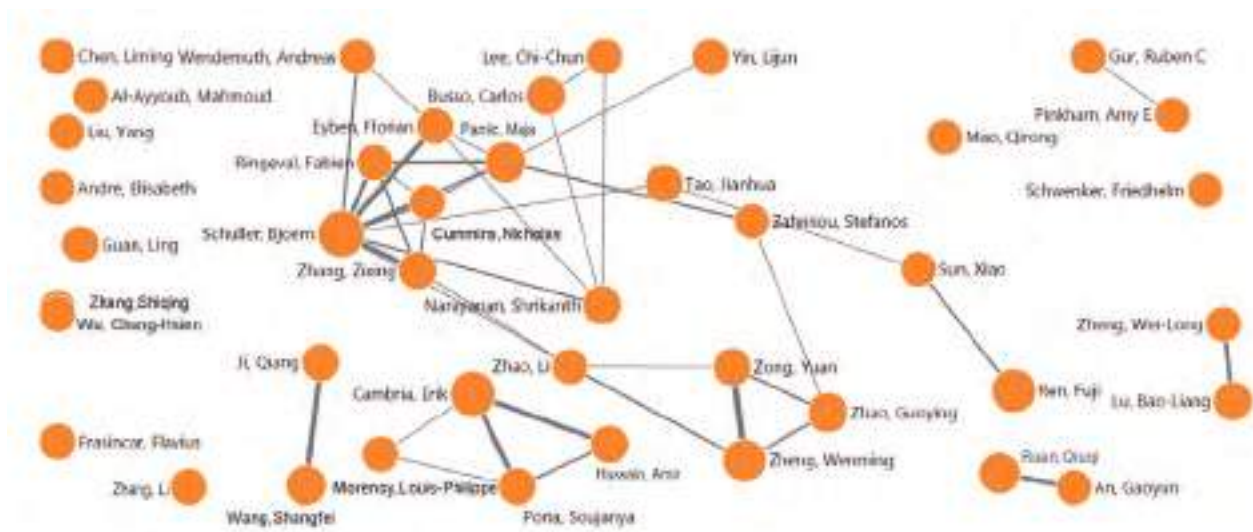 Chen, Liming
Wendemuth, Andreas
Lee, Chi-Chun
Yin, Lijun
Gur, Ruben C
Al-Ayyoub, Mahmoud
Busso, Carlos
Pinkham, Amy E
Liu, Yang
Eyben, Florian
Panic, Maja
Mao, Qirong
Ringeval, Fabien
Andre, Elisabeth
Tao, Jianhua
Schwenker, Friedhelm
Schuller, Bjoern
Cummins, Nicholas
Zafeiriou, Stefanos
Guan, Ling
Zhang, Zixing
Sun, Xiao
Zhang, Shiqing
Narayanan, Shrikanth
Wu, Chung-Hsien
Zheng, Wei-Long
Ji, Qiang
Zhao, Li
Zong, Yuan
Cambria, Erik
Ren, Fuji
Lu, Bao-Liang
Zhao, Guoying
Frasincar, Flavius
Hussain, Amir
Zheng, Wenming
Ruan, Qiuqi
Zhang, Li
Morency, Louis-Philippe
An, Gaoyun
Wang, Shangfei
Poria, Soujanya